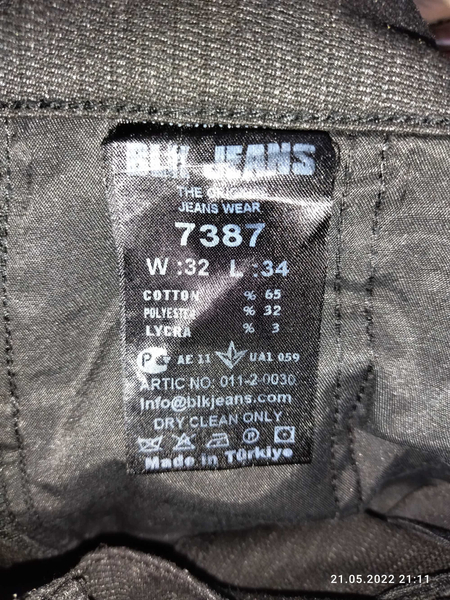 BLK JEANS
THE ORIGINAL
JEANS WEAR
7387
W :32 L :34
COTTON % 65
POLYESTER % 32
LYCRA % 3
AE 11 UA1 059
ARTIC NO: 011-2-0030
Info@blkjeans.com
DRY CLEAN ONLY
P
Made in Türkiye
21.05.2022 21:11